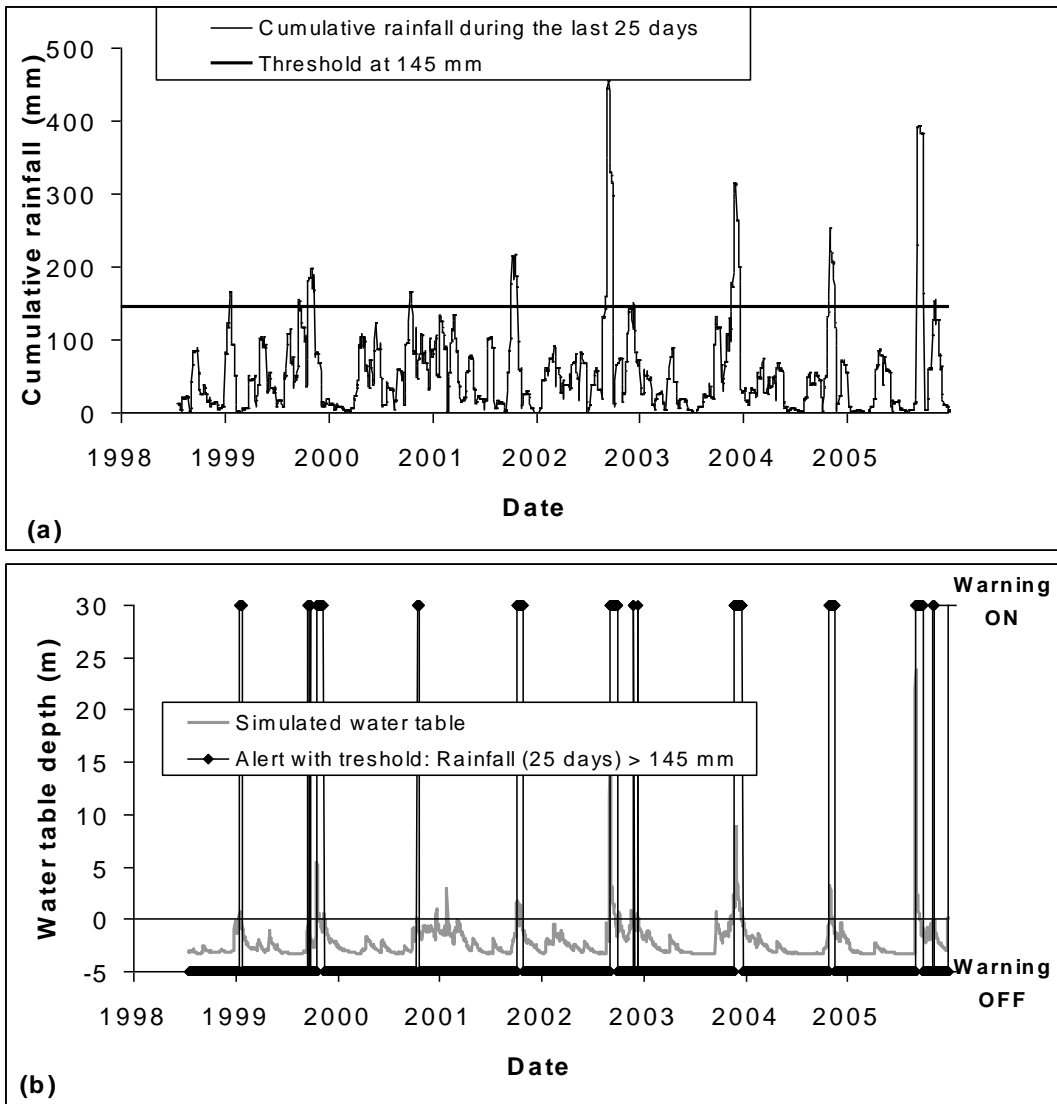 Cumulative rainfall during the last 25 days
Threshold at 145 mm
500
400
300
200
100
0
Cumulative rainfall (mm)
1998 1999 2000 2001 2002 2003 2004 2005
Date
(a)
Warning
ON
30
25
20
15
10
5
0
-5
Water table depth (m)
Simulated water table
Alert with treshold: Rainfall (25 days) > 145 mm
Warning
OFF
1998 1999 2000 2001 2002 2003 2004 2005
Date
(b)